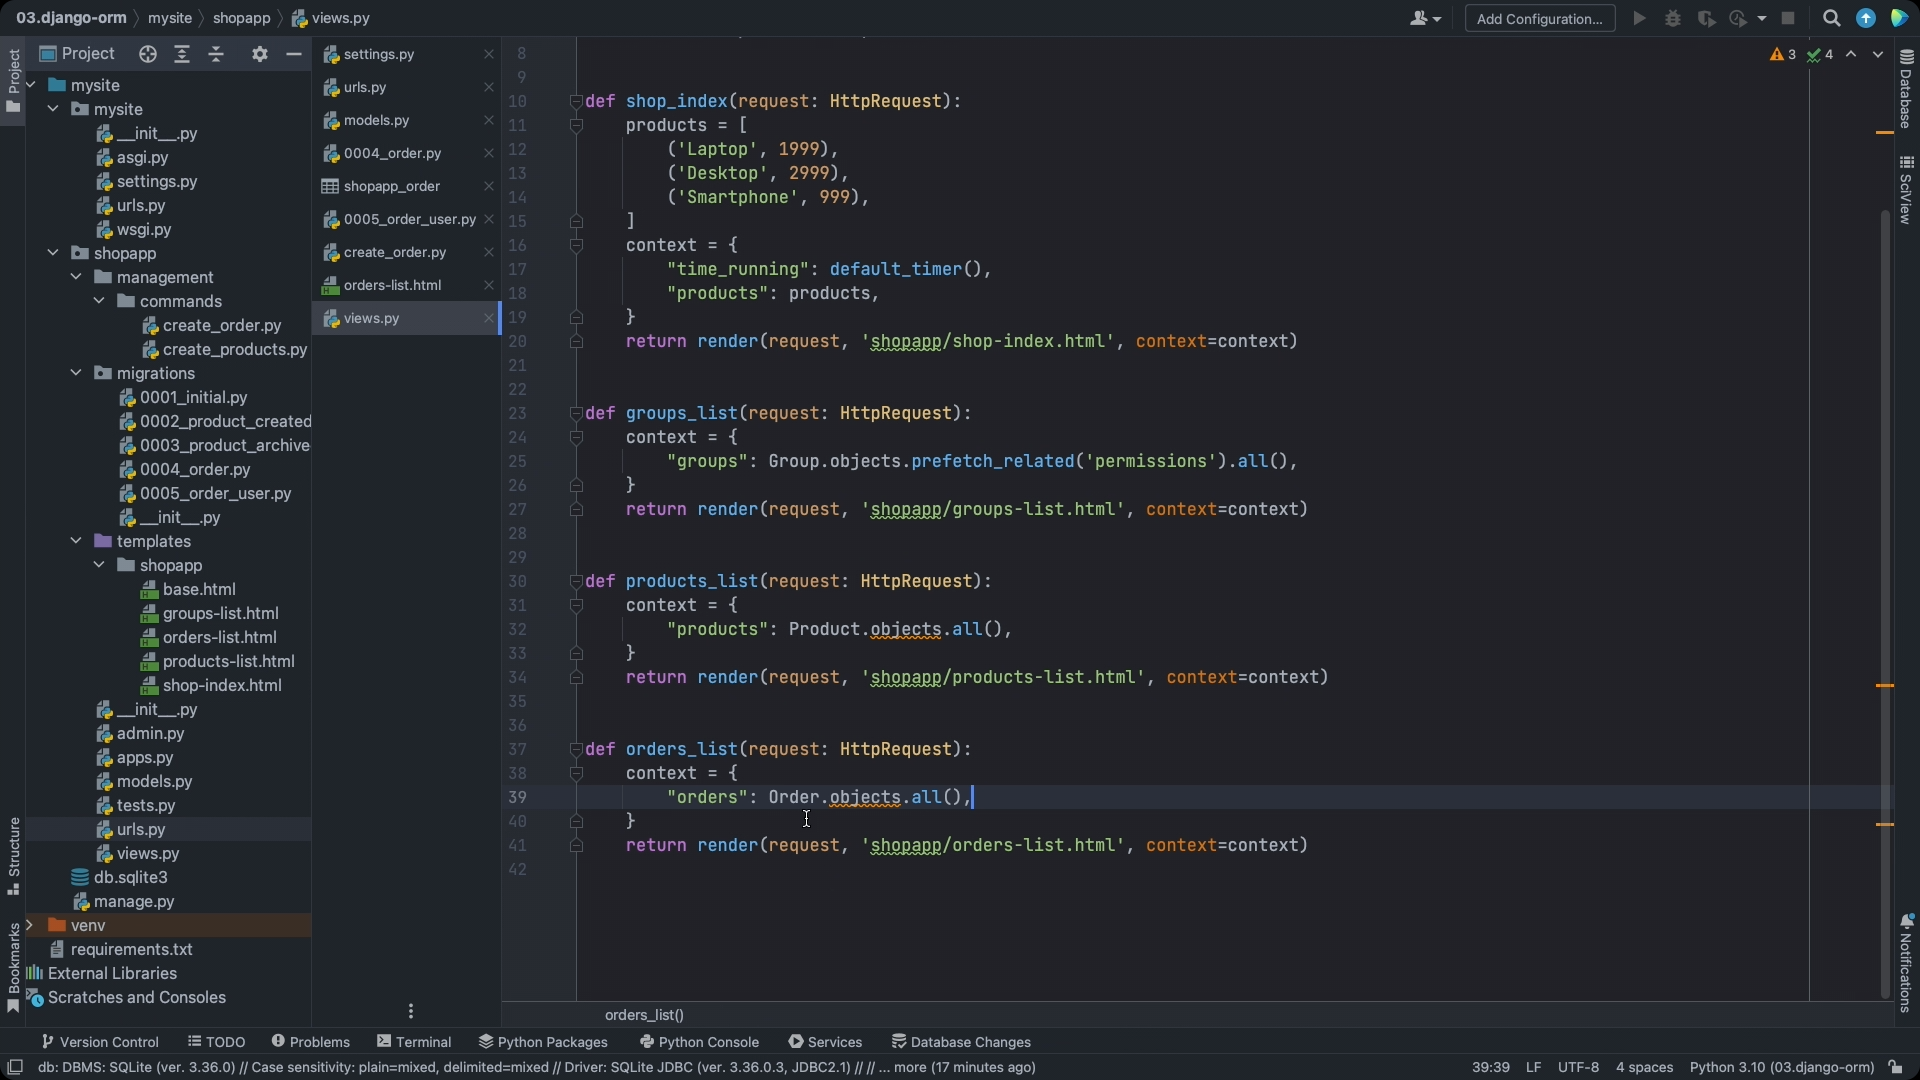 03.django-orm
mysite
shopapp
views.py
Add Configuration...
Project
Project
Structure
Bookmarks
mysite
mysite
__init__.py
asgi.py
settings.py
urls.py
wsgi.py
shopapp
management
commands
create_order.py
create_products.py
migrations
0001_initial.py
0002_product_created
0003_product_archive
0004_order.py
0005_order_user.py
__init__.py
templates
shopapp
base.html
groups-list.html
orders-list.html
products-list.html
shop-index.html
__init__.py
admin.py
apps.py
models.py
tests.py
urls.py
views.py
db.sqlite3
manage.py
venv
requirements.txt
External Libraries
Scratches and Consoles
settings.py
urls.py
models.py
0004_order.py
shopapp_order
0005_order_user.py
create_order.py
orders-list.html
views.py
3
4
8
9
10 def shop_index(request: HttpRequest):
11 products = [
12 ('Laptop', 1999),
13 ('Desktop', 2999),
14 ('Smartphone', 999),
15 ]
16 context = {
17 "time_running": default_timer(),
18 "products": products,
19 }
20 return render(request, 'shopapp/shop-index.html', context=context)
21
22
23 def groups_list(request: HttpRequest):
24 context = {
25 "groups": Group.objects.prefetch_related('permissions').all(),
26 }
27 return render(request, 'shopapp/groups-list.html', context=context)
28
29
30 def products_list(request: HttpRequest):
31 context = {
32 "products": Product.objects.all(),
33 }
34 return render(request, 'shopapp/products-list.html', context=context)
35
36
37 def orders_list(request: HttpRequest):
38 context = {
39 "orders": Order.objects.all(),
40 }
41 return render(request, 'shopapp/orders-list.html', context=context)
42
orders_list()
Database
SciView
Notifications
Version Control
TODO
Problems
Terminal
Python Packages
Python Console
Services
Database Changes
db: DBMS: SQLite (ver. 3.36.0) // Case sensitivity: plain=mixed, delimited=mixed // Driver: SQLite JDBC (ver. 3.36.0.3, JDBC2.1) // // ... more (17 minutes ago)
39:39
LF
UTF-8
4 spaces
Python 3.10 (03.django-orm)